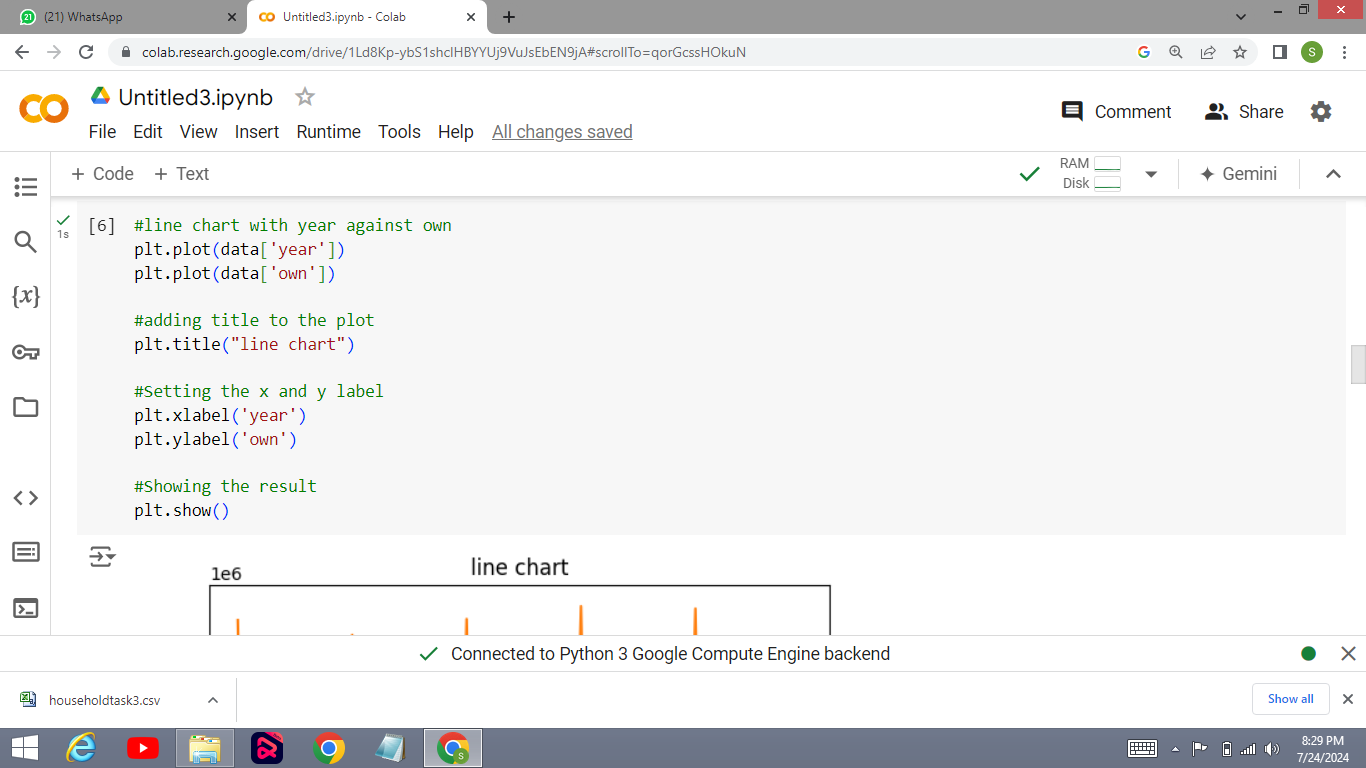 (21) WhatsApp
Untitled3.ipynb - Colab
colab.research.google.com/drive/1Ld8Kp-ybS1shcIHBYYUj9VuJsEbEN9jA#scrollTo=qorGcssHOkuN
S
Untitled3.ipynb
Comment
Share
File Edit View Insert Runtime Tools Help All changes saved
+ Code + Text
RAM
Disk
Gemini
[6]
1s
#line chart with year against own
plt.plot(data['year'])
plt.plot(data['own'])
#adding title to the plot
plt.title("line chart")
#Setting the x and y label
plt.xlabel('year')
plt.ylabel('own')
#Showing the result
plt.show()
{x}
line chart
1e6
Connected to Python 3 Google Compute Engine backend
householdtask3.csv
Show all
8:29 PM
7/24/2024